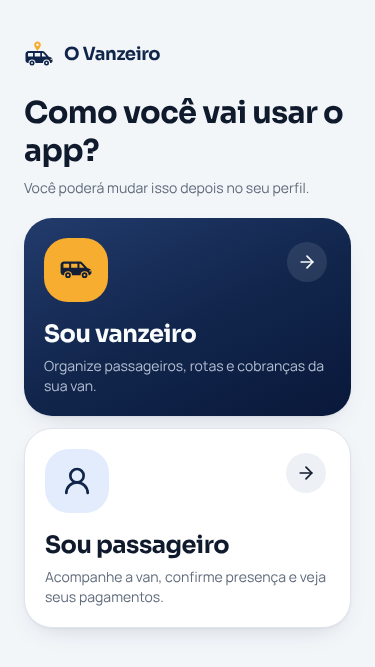 O Vanzeiro
Como você vai usar o
app?
Você poderá mudar isso depois no seu perfil.
Sou vanzeiro
Organize passageiros, rotas e cobranças da
sua van.
Sou passageiro
Acompanhe a van, confirme presença e veja
seus pagamentos.